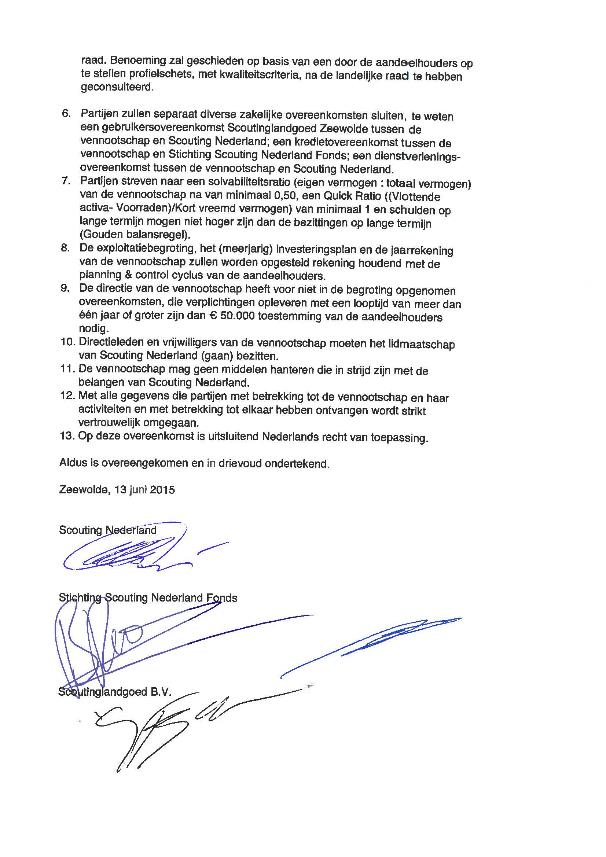 raad. Benoeming zal geschieden op basis van een door de aandeelhouders op
te stellen profielschets, met kwaliteitscriteria, na de landelijke raad te hebben
geconsulteerd.
6. Partijen zullen separaat diverse zakelijke overeenkomsten sluiten, te weten
een gebruikersovereenkomst Scoutinglandgoed Zeewolde tussen de
vennootschap en Scouting Nederland; een kredietovereenkomst tussen de
vennootschap en Stichting Scouting Nederland Fonds; een dienstverlenings-
overeenkomst tussen de vennootschap en Scouting Nederland.
7. Partijen streven naar een solvabiliteitsratio (eigen vermogen : totaal vermogen)
van de vennootschap na van minimaal 0,50, een Quick Ratio ((Vlottende
activa- Voorraden)/Kort vreemd vermogen) van minimaal 1 en schulden op
lange termijn mogen niet hoger zijn dan de bezittingen op lange termijn
(Gouden balansregel).
8. De exploitatiebegroting, het (meerjarig) investeringsplan en de jaarrekening
van de vennootschap zullen worden opgesteld rekening houdend met de
planning & control cyclus van de aandeelhouders.
9. De directie van de vennootschap heeft voor niet in de begroting opgenomen
overeenkomsten, die verplichtingen opleveren met een looptijd van meer dan
één jaar of groter zijn dan € 50.000 toestemming van de aandeelhouders
nodig.
10. Directieleden en vrijwilligers van de vennootschap moeten het lidmaatschap
van Scouting Nederland (gaan) bezitten.
11. De vennootschap mag geen middelen hanteren die in strijd zijn met de
belangen van Scouting Nederland.
12. Met alle gegevens die partijen met betrekking tot de vennootschap en haar
activiteiten en met betrekking tot elkaar hebben ontvangen wordt strikt
vertrouwelijk omgegaan.
13. Op deze overeenkomst is uitsluitend Nederlands recht van toepassing.
Aldus is overeengekomen en in drievoud ondertekend.
Zeewolde, 13 juni 2015
Scouting Nederland
Stichting Scouting Nederland Fonds
Scoutinglandgoed B.V.